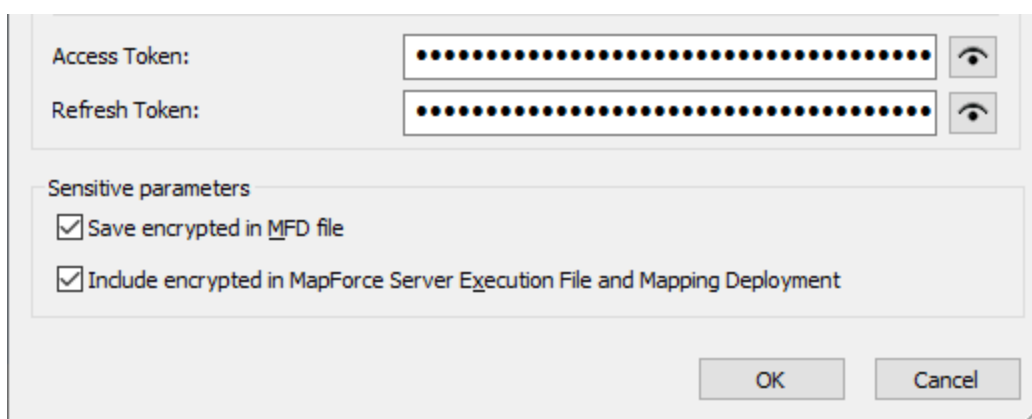 Access Token:
Refresh Token:
Sensitive parameters
Save encrypted in MFD file
Include encrypted in MapForce Server Execution File and Mapping Deployment
OK Cancel